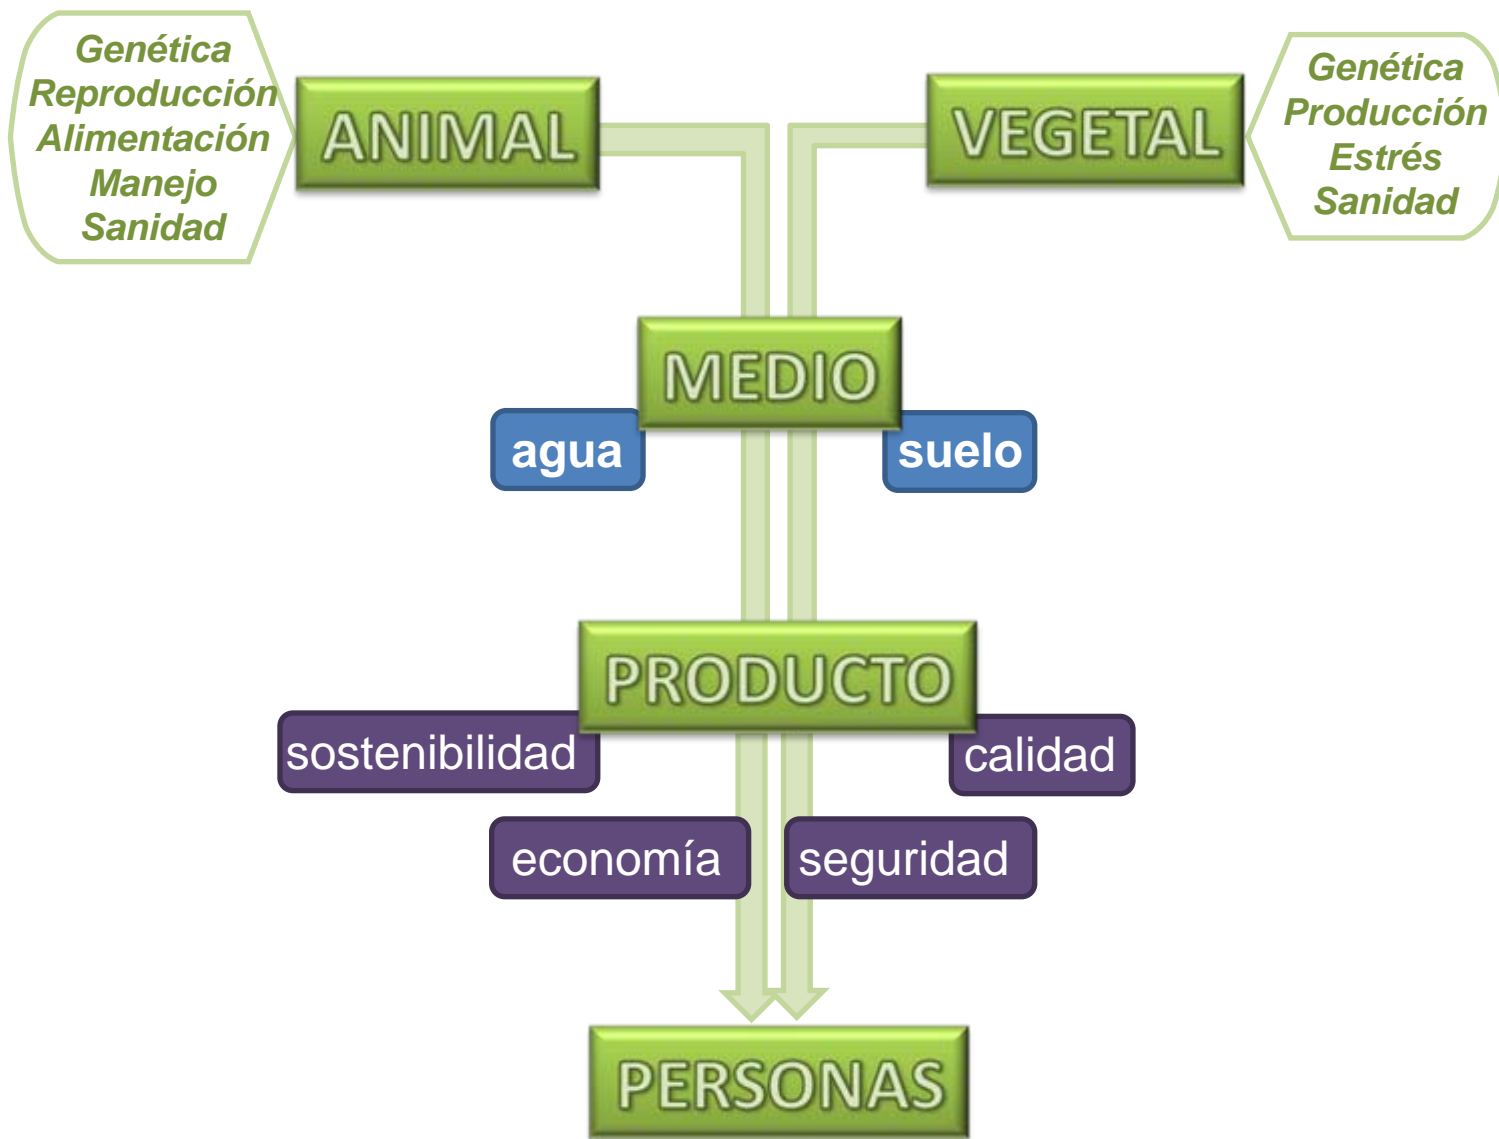 Genética
Reproducción
Alimentación
Manejo
Sanidad
ANIMAL
VEGETAL
Genética
Producción
Estrés
Sanidad
MEDIO
agua
suelo
PRODUCTO
sostenibilidad
calidad
economía
seguridad
PERSONAS